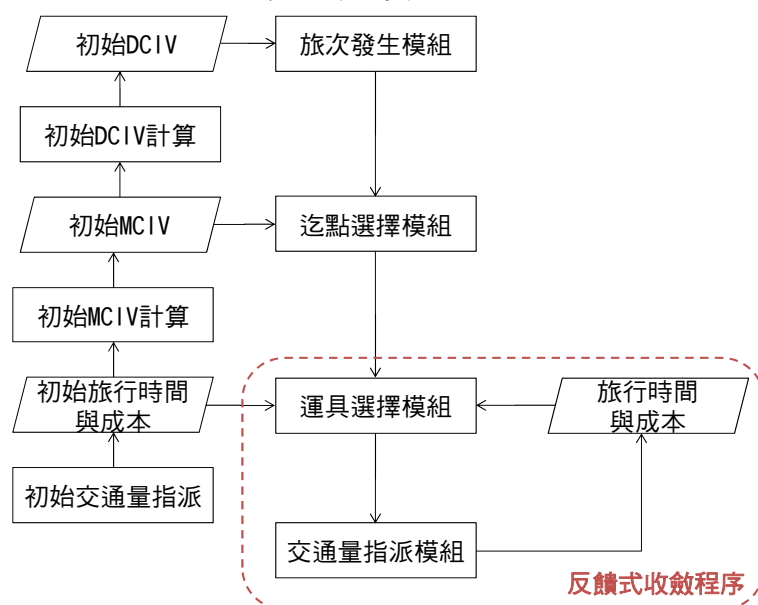 初始DCIV
旅次發生模組
初始DCIV計算
初始MCIV
迄點選擇模組
初始MCIV計算
初始旅行時間
與成本
運具選擇模組
旅行時間
與成本
初始交通量指派
交通量指派模組
反饋式收斂程序